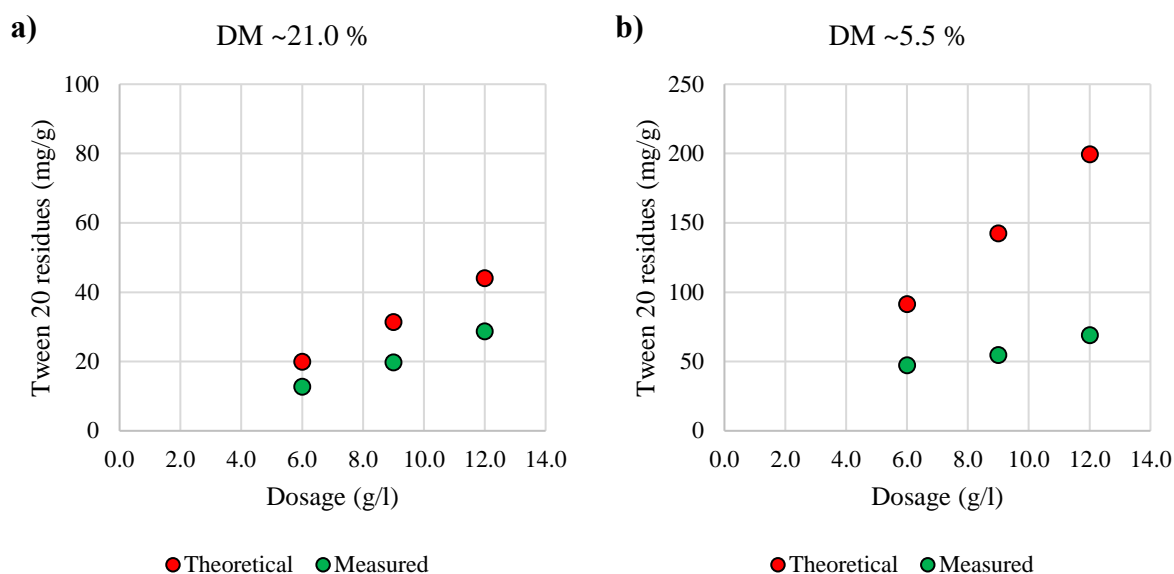 a)
DM ~21.0 %
Tween 20 residues (mg/g)
100
80
60
40
20
0
0.0 2.0 4.0 6.0 8.0 10.0 12.0 14.0
Dosage (g/l)
Theoretical Measured
b)
DM ~5.5 %
Tween 20 residues (mg/g)
250
200
150
100
50
0
0.0 2.0 4.0 6.0 8.0 10.0 12.0 14.0
Dosage (g/l)
Theoretical Measured